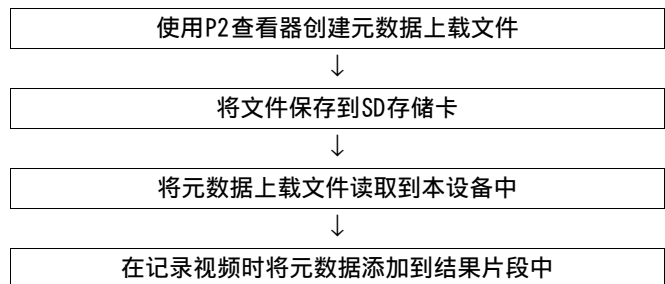 使用P2查看器创建元数据上载文件
↓
将文件保存到SD存储卡
↓
将元数据上载文件读取到本设备中
↓
在记录视频时将元数据添加到结果片段中